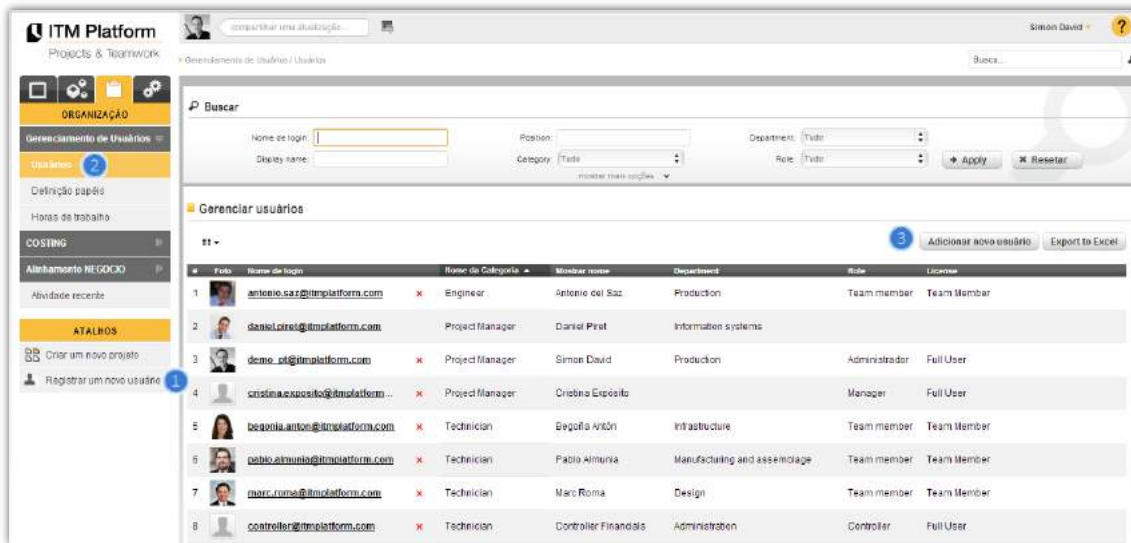 ITM Platform
Projects & Teamwork
compartilhar uma atualização...
Simon David
?
Gerenciamento de Usuários / Usuários
Busca...
ORGANIZAÇÃO
Gerenciamento de Usuários
Usuários 2
Definição papéis
Horas de trabalho
COSTING
Alinhamento NEGOCIO
Atividade recente
ATALHOS
Criar um novo projeto
Registrar um novo usuário 1
Buscar
Nome de login: Position: Department: Tudo
Display name: Category: Tudo Role: Tudo Apply Resetar
mostrar mais opções
Gerenciar usuários
3 Adicionar novo usuário Export to Excel
# Foto Nome de login Nome da Categoria Mostrar nome Department Role License
1 antonio.saz@itmplatform.com Engineer Antonio del Saz Production Team member Team Member
2 daniel.piret@itmplatform.com Project Manager Daniel Piret Information systems
3 demo_pt@itmplatform.com Project Manager Simon David Production Administrador Full User
4 cristina.exposito@itmplatform... Project Manager Cristina Expósito Manager Full User
5 begonia.anton@itmplatform.com Technician Begoña Antón Infrastructure Team member Team Member
6 pablo.almunia@itmplatform.com Technician Pablo Almunia Manufacturing and assemblage Team member Team Member
7 marc.roma@itmplatform.com Technician Marc Roma Design Team member Team Member
8 controller@itmplatform.com Technician Controller Financials Administration Controller Full User